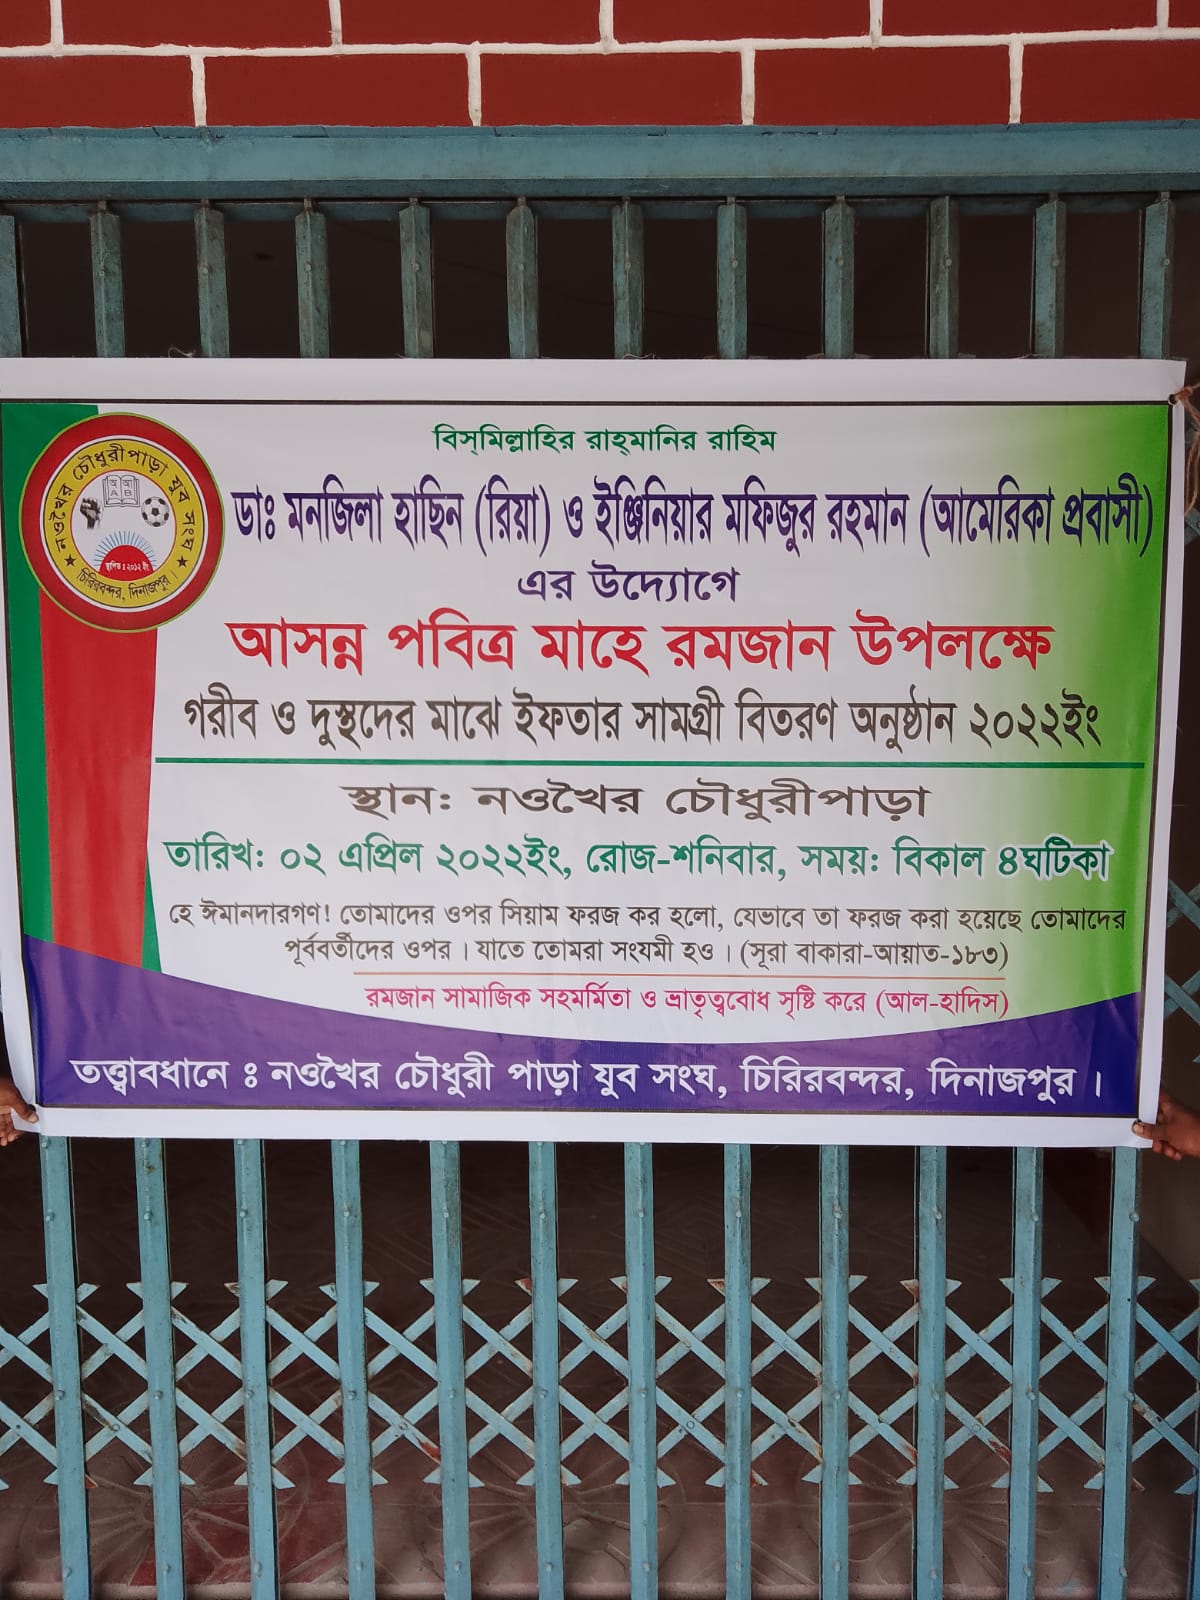 বিস্‌মিল্লাহির রাহ্‌মানির রাহিম
ডাঃ মনজিলা হাছিন (রিয়া) ও ইঞ্জিনিয়ার মফিজুর রহমান (আমেরিকা প্রবাসী)
এর উদ্যোগে
আসন্ন পবিত্র মাহে রমজান উপলক্ষে
গরীব ও দুস্থদের মাঝে ইফতার সামগ্রী বিতরণ অনুষ্ঠান ২০২২ইং
স্থান: নওখৈর চৌধুরীপাড়া
তারিখ: ০২ এপ্রিল ২০২২ইং, রোজ-শনিবার, সময়: বিকাল ৪ঘটিকা
হে ঈমানদারগণ! তোমাদের ওপর সিয়াম ফরজ কর হলো, যেভাবে তা ফরজ করা হয়েছে তোমাদের
পূর্ববর্তীদের ওপর। যাতে তোমরা সংযমী হও। (সূরা বাকারা-আয়াত-১৮৩)
রমজান সামাজিক সহমর্মিতা ও ভ্রাতৃত্ববোধ সৃষ্টি করে (আল-হাদিস)
তত্ত্বাবধানে ঃ নওখৈর চৌধুরী পাড়া যুব সংঘ, চিরিরবন্দর, দিনাজপুর।
নওখৈর চৌধুরীপাড়া যুব সংঘ
অ আ
A B
স্থাপিত ঃ ২০১২ ইং
চিরিরবন্দর, দিনাজপুর।